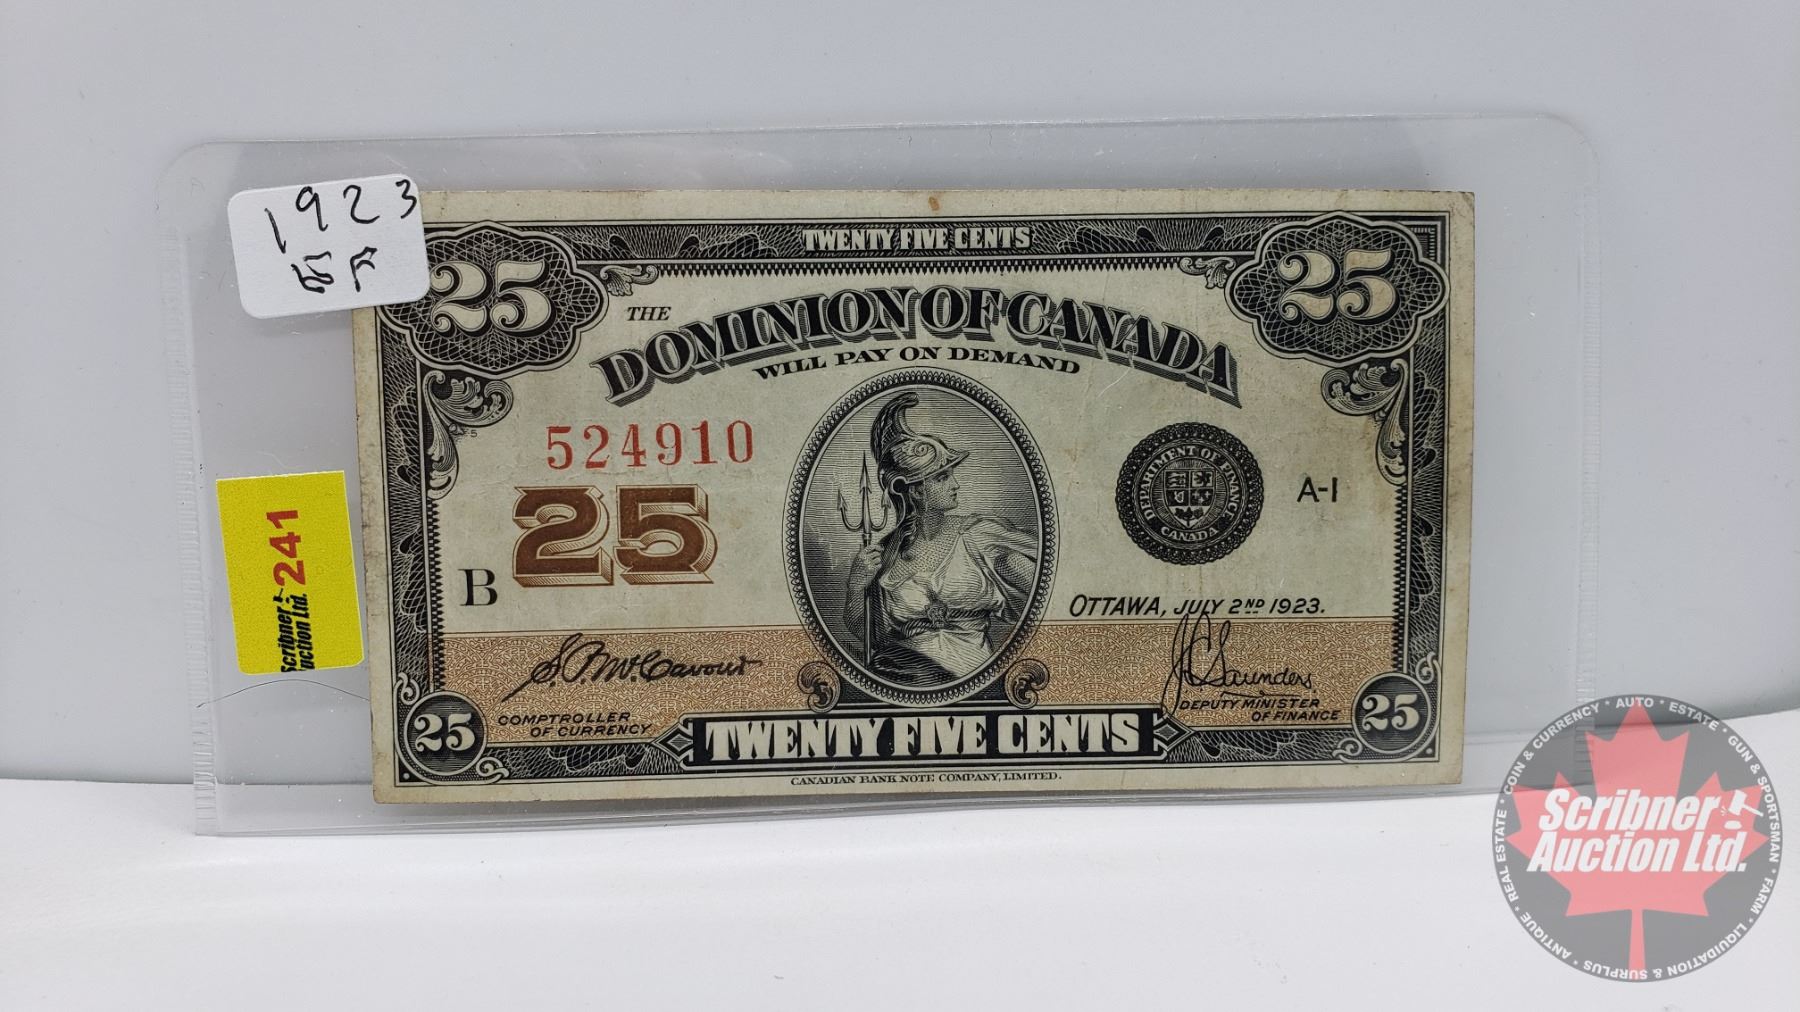 1923
EF
Scribner
Auction Ltd.
241
TWENTY FIVE CENTS
25
25
THE
DOMINION OF CANADA
WILL PAY ON DEMAND
524910
25
B
DEPARTMENT OF FINANCE
CANADA
A-1
OTTAWA, JULY 2ND 1923.
J.C. Saunders
COMPTROLLER
OF CURRENCY
DEPUTY MINISTER
OF FINANCE
25
TWENTY FIVE CENTS
25
CANADIAN BANK NOTE COMPANY, LIMITED.
COIN & CURRENCY * AUTO * ESTATE * GUN & SPORTSMAN * FARM * LIQUIDATION & SURPLUS * ANTIQUE * REAL ESTATE *
Scribner
Auction Ltd.